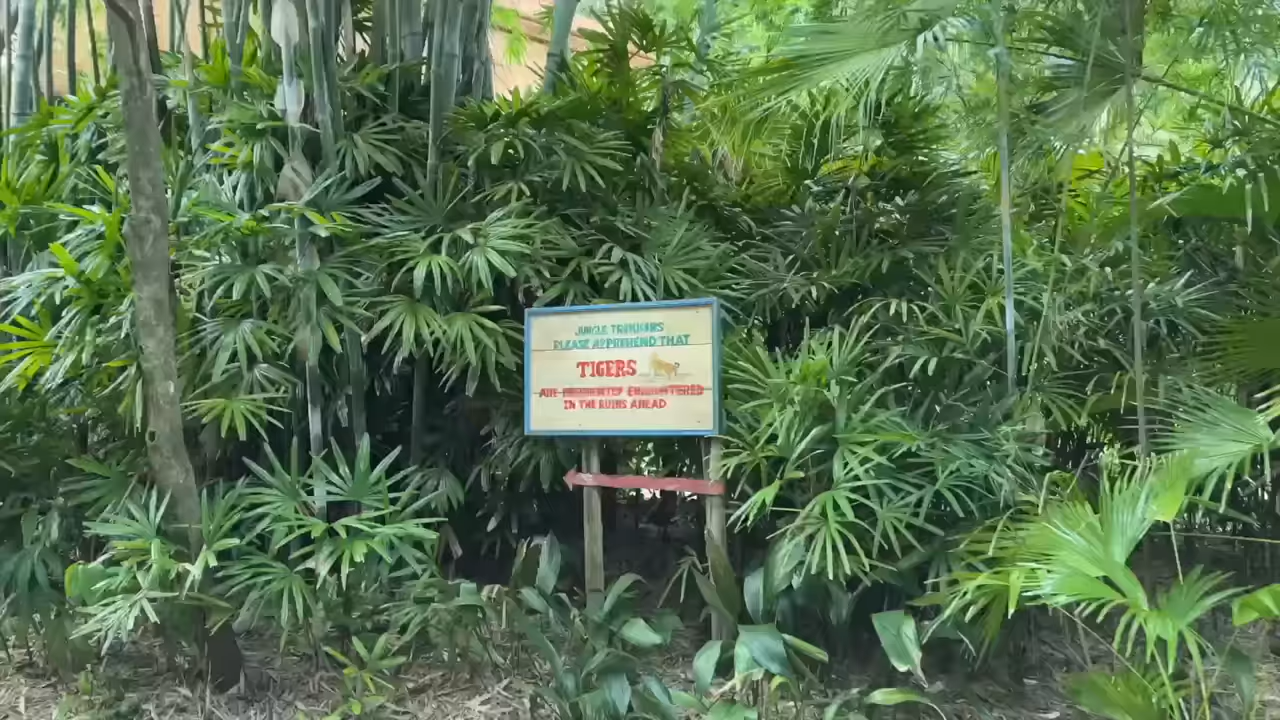 JUNGLE TREKKERS
PLEASE APPREHEND THAT
TIGERS
ARE FREQUENTLY ENCOUNTERED
IN THE RUINS AHEAD